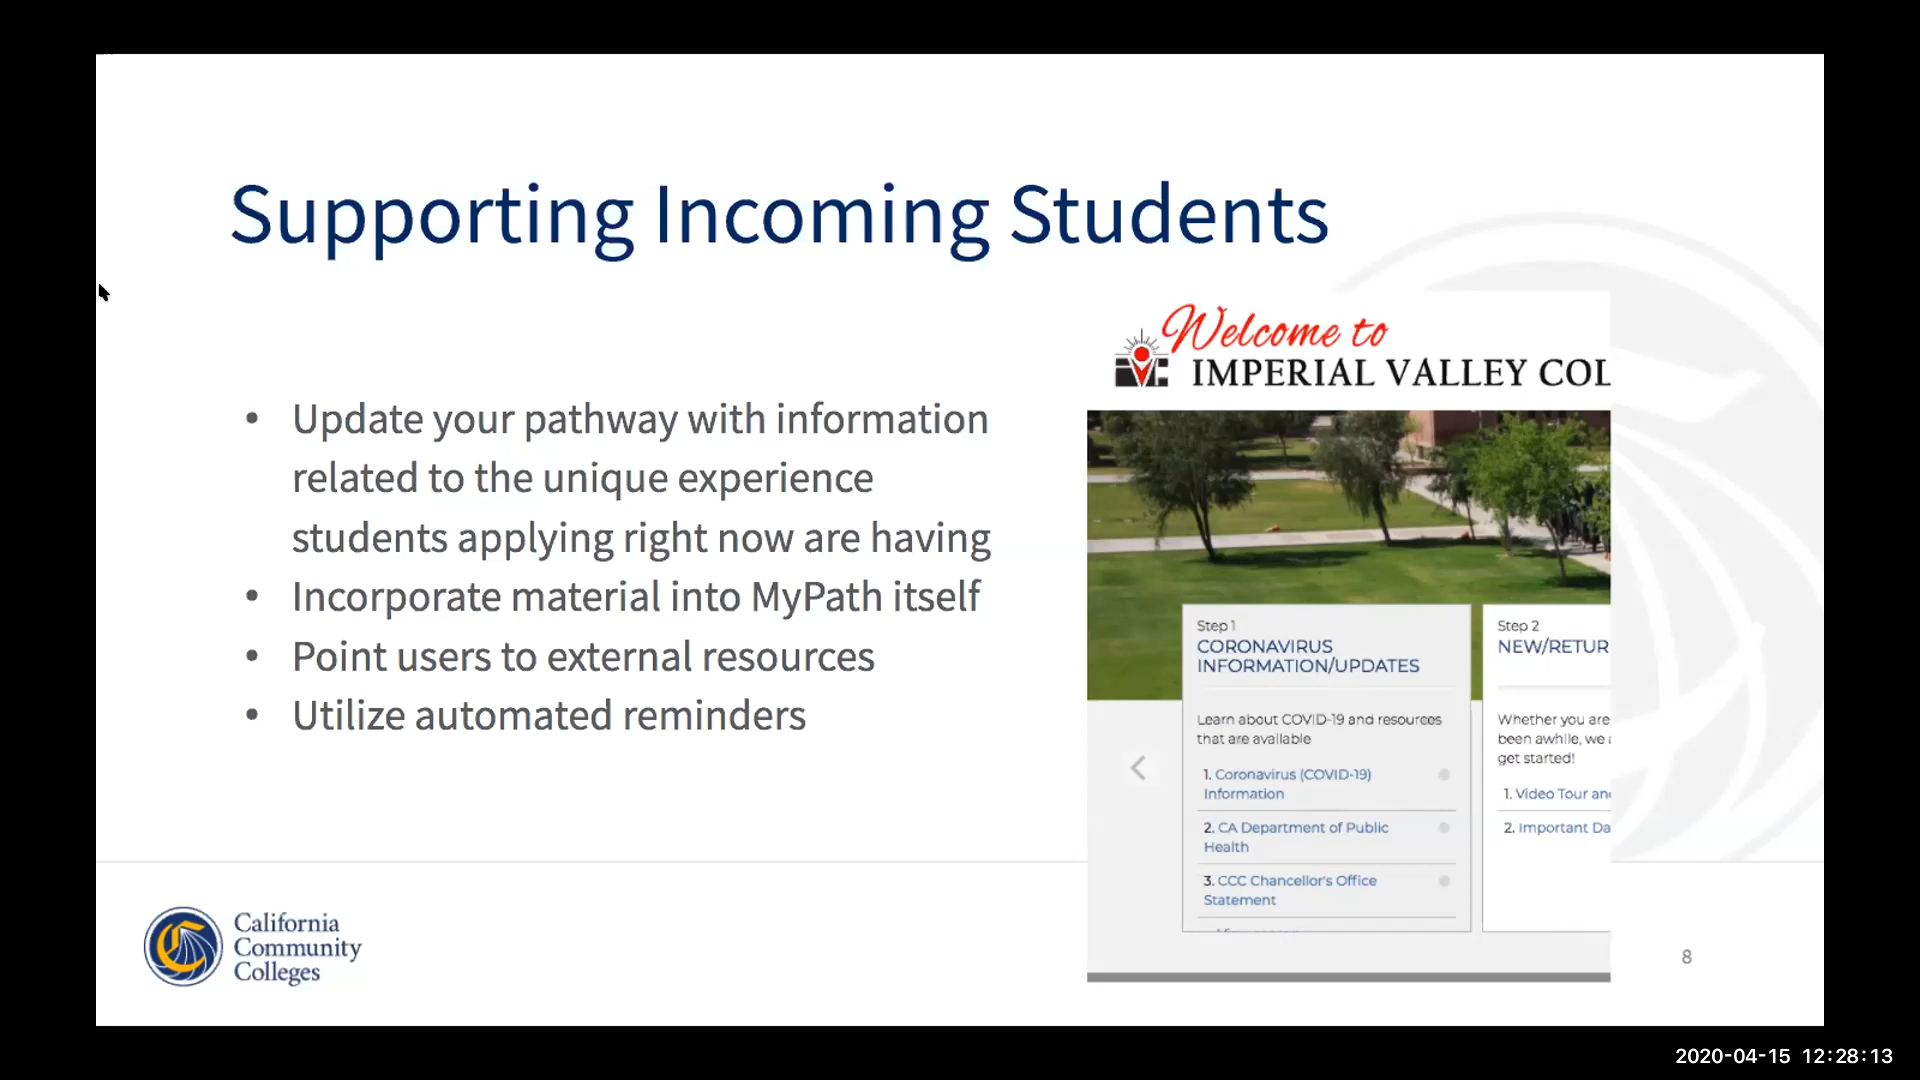 Supporting Incoming Students
• Update your pathway with information
related to the unique experience
students applying right now are having
• Incorporate material into MyPath itself
• Point users to external resources
• Utilize automated reminders
Welcome to
IVC
IMPERIAL VALLEY COL
Step 1
CORONAVIRUS
INFORMATION/UPDATES
Learn about COVID-19 and resources
that are available
1. Coronavirus (COVID-19)
Information
2. CA Department of Public
Health
3. CCC Chancellor's Office
Statement
Step 2
NEW/RETUR
Whether you are
been awhile, we
get started!
1. Video Tour an
2. Important Da
California
Community
Colleges
8
2020-04-15 12:28:13